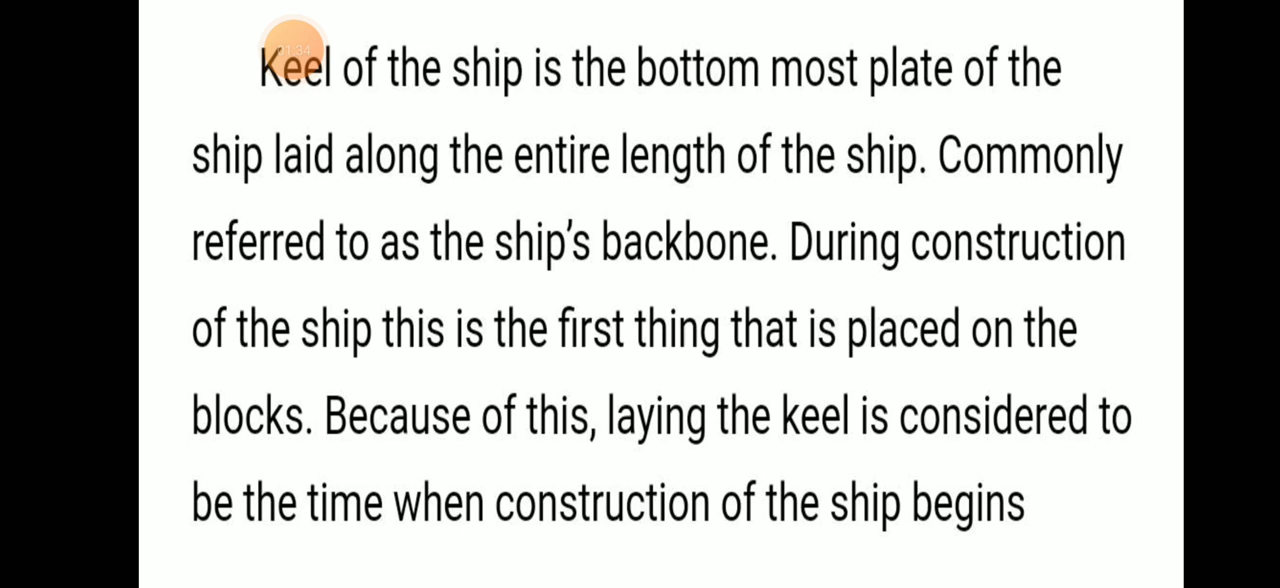 01:34
Keel of the ship is the bottom most plate of the
ship laid along the entire length of the ship. Commonly
referred to as the ship’s backbone. During construction
of the ship this is the first thing that is placed on the
blocks. Because of this, laying the keel is considered to
be the time when construction of the ship begins